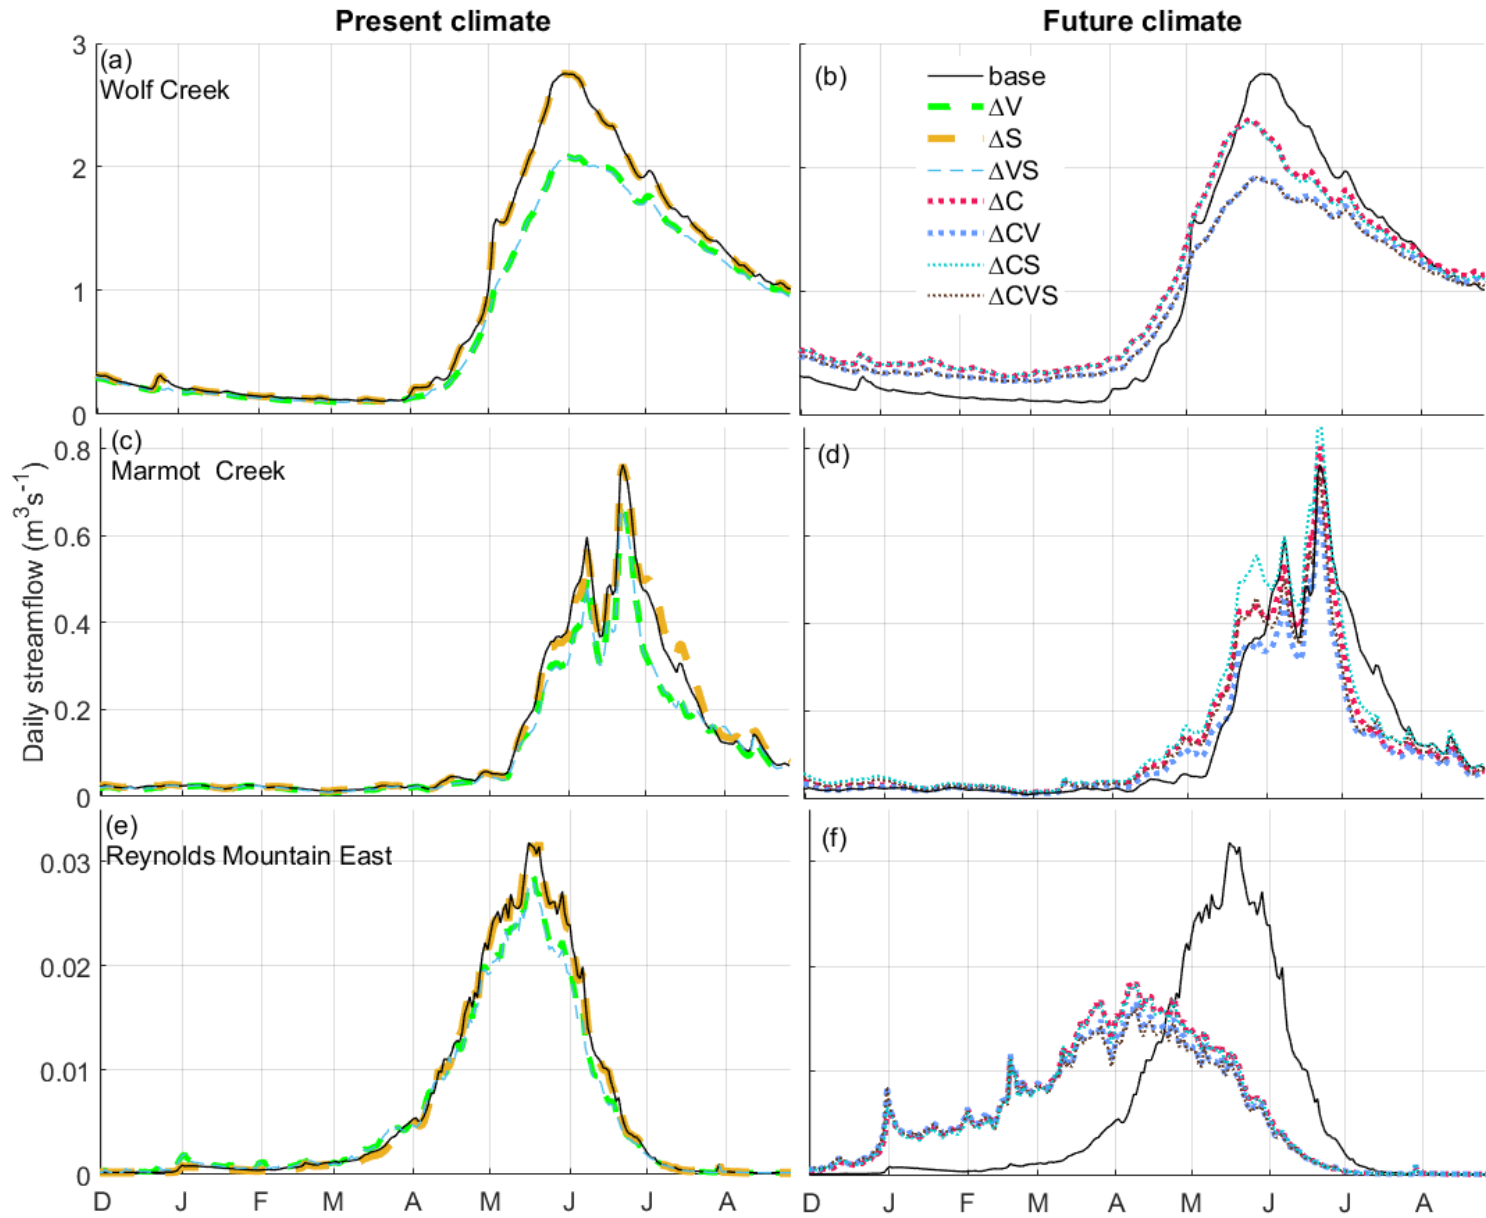 Present climate
Future climate
3
(a)
Wolf Creek
2
1
0
(b)
base
ΔV
ΔS
ΔVS
ΔC
ΔCV
ΔCS
ΔCVS
Daily streamflow (m³s⁻¹)
0.8
(c)
Marmot Creek
0.6
0.4
0.2
0
(d)
(e)
Reynolds Mountain East
0.03
0.02
0.01
0
(f)
D J F M A M J J A
D J F M A M J J A